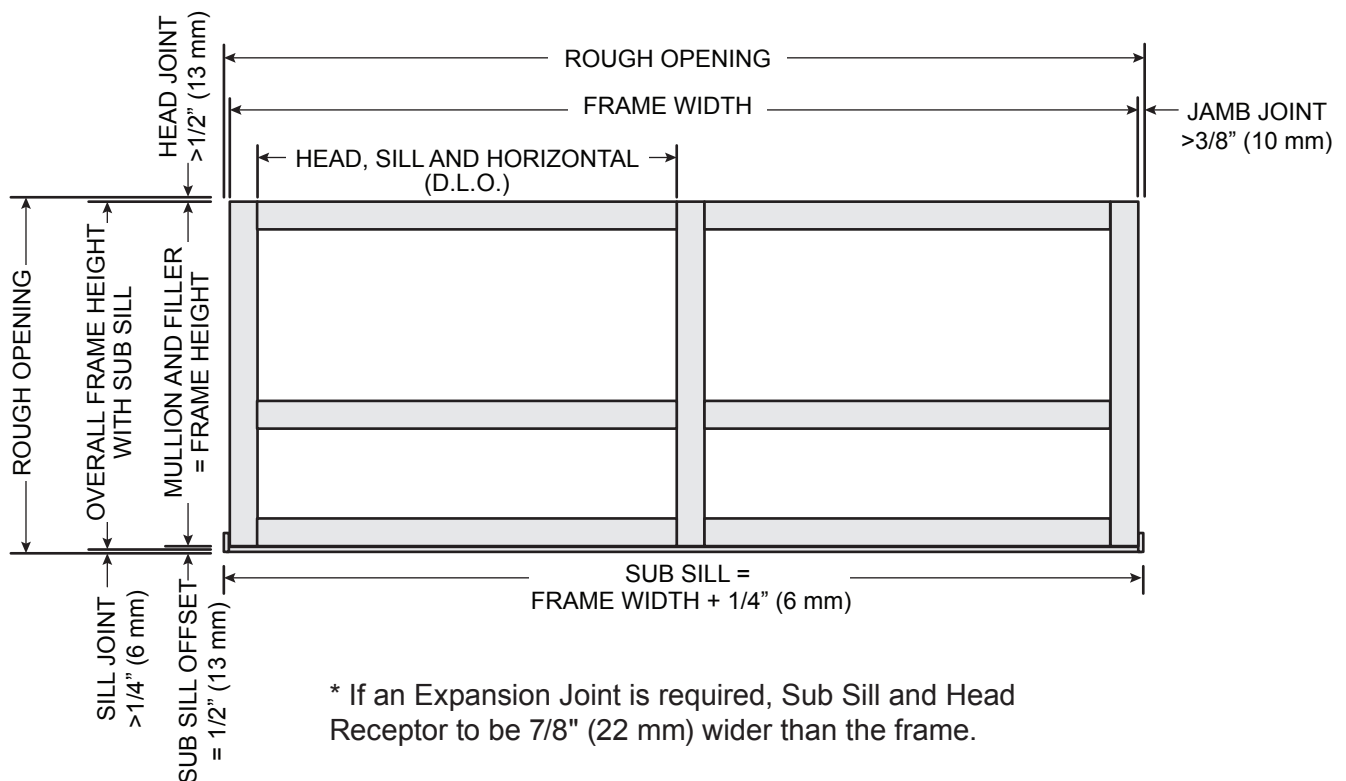 HEAD JOINT
>1/2” (13 mm)
ROUGH OPENING
FRAME WIDTH
JAMB JOINT
>3/8” (10 mm)
HEAD, SILL AND HORIZONTAL
(D.L.O.)
ROUGH OPENING
OVERALL FRAME HEIGHT
WITH SUB SILL
MULLION AND FILLER
= FRAME HEIGHT
SILL JOINT
>1/4” (6 mm)
SUB SILL OFFSET
= 1/2” (13 mm)
SUB SILL =
FRAME WIDTH + 1/4” (6 mm)
* If an Expansion Joint is required, Sub Sill and Head
Receptor to be 7/8" (22 mm) wider than the frame.